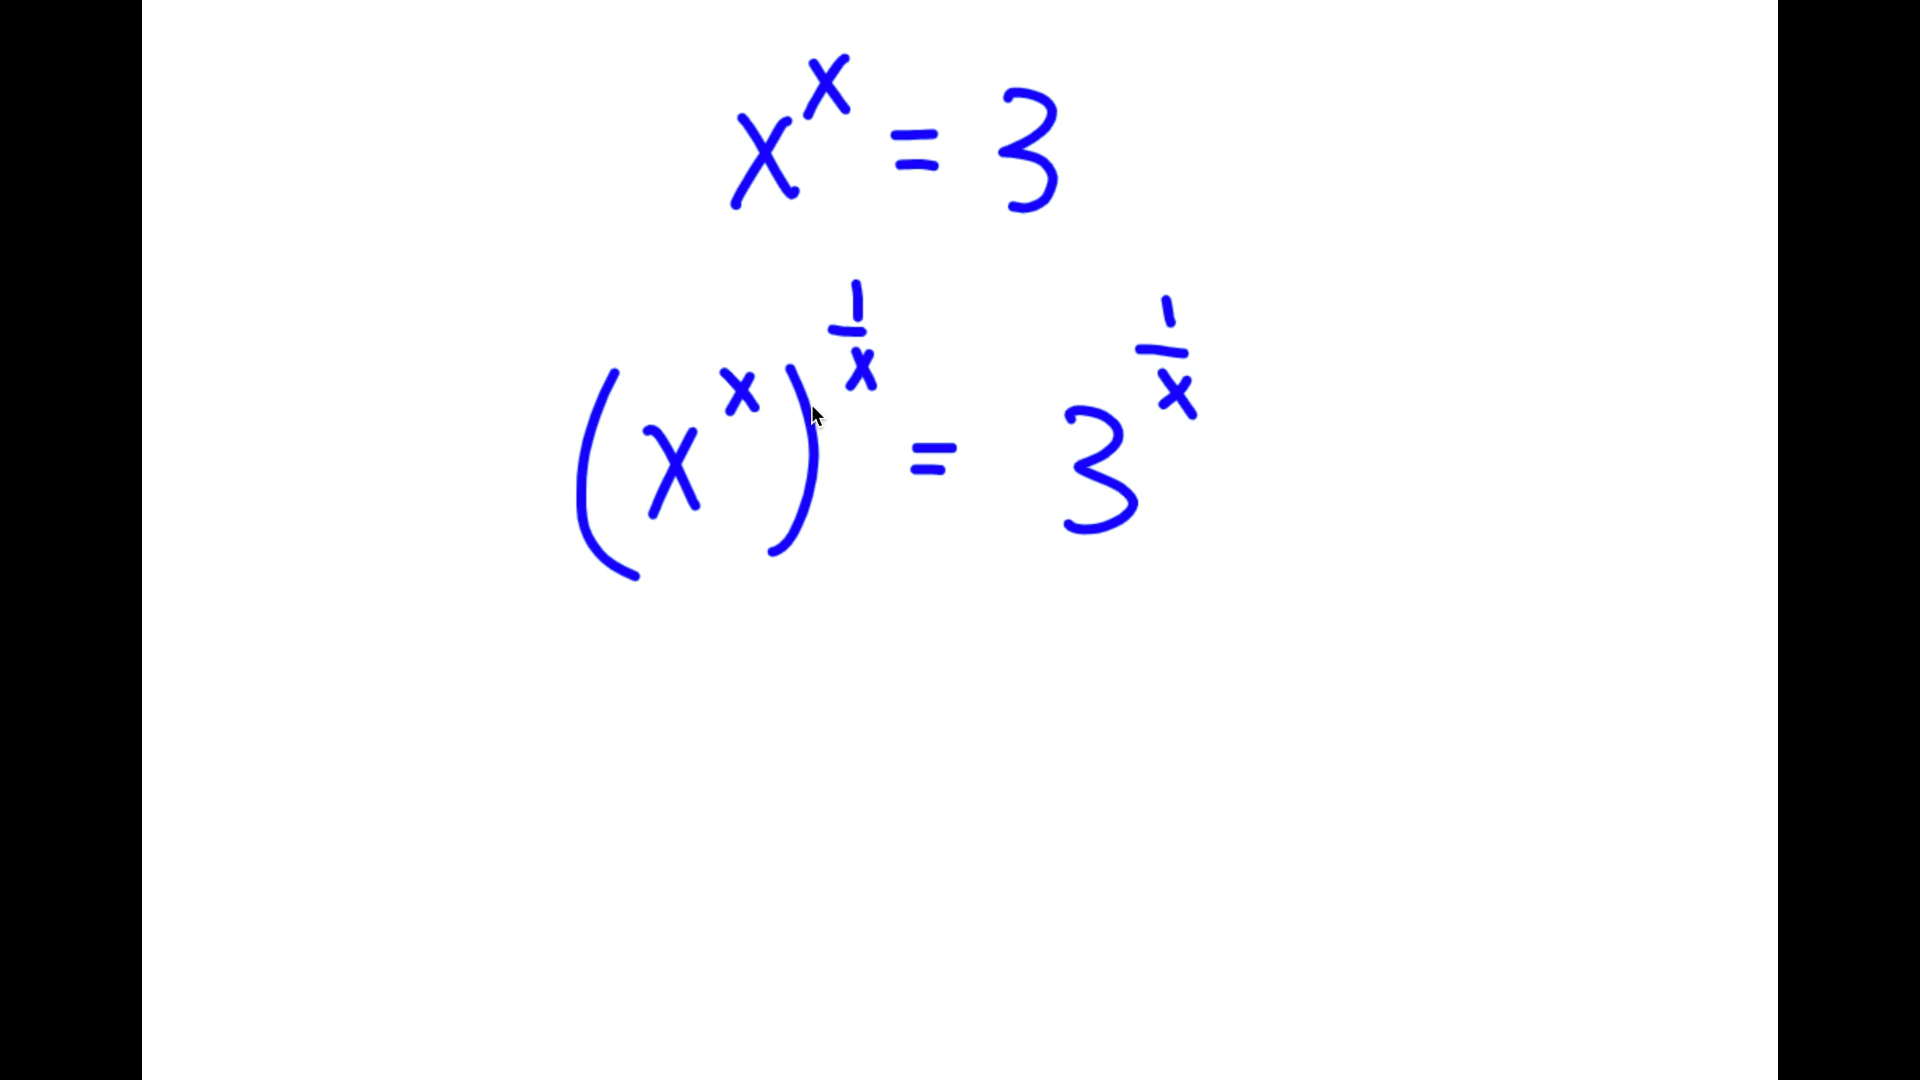 x^x = 3
(x^x)^(1/x) = 3^(1/x)